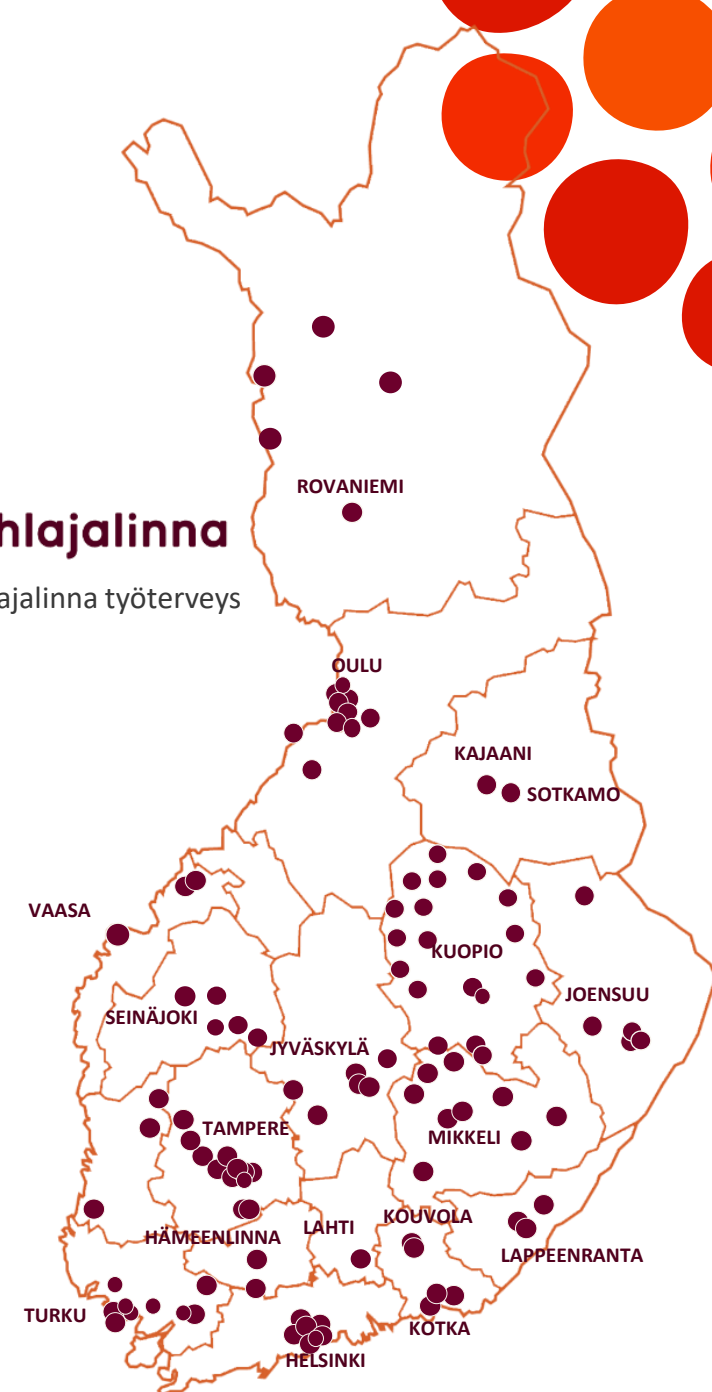 ROVANIEMI
hlajalinna
ajalinna työterveys
OULU
KAJAANI
SOTKAMO
VAASA
KUOPIO
JOENSUU
SEINÄJOKI
JYVÄSKYLÄ
TAMPERE
MIKKELI
KOUVOLA
LAHTI
HÄMEENLINNA
LAPPEENRANTA
TURKU
KOTKA
HELSINKI